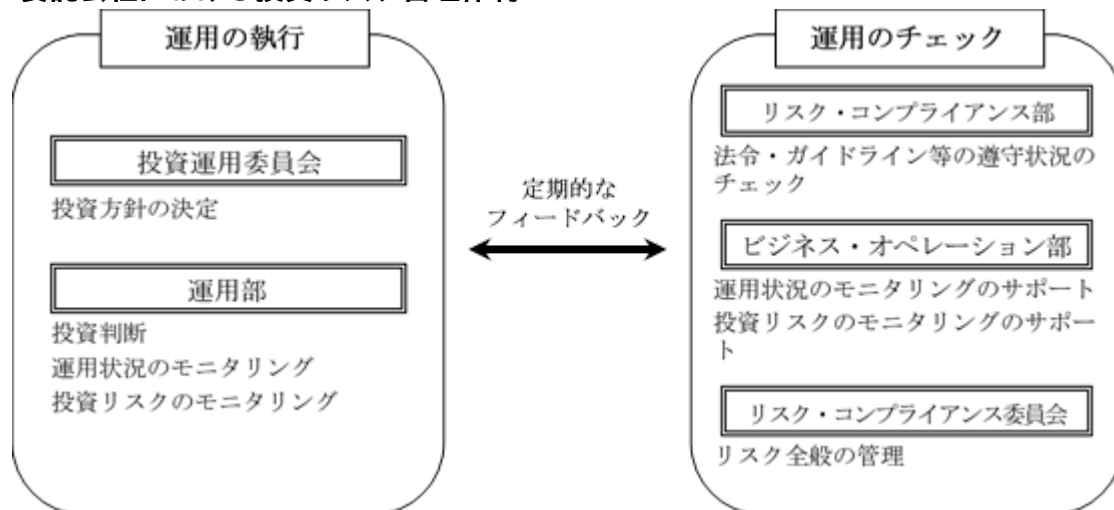 運用の執行
投資運用委員会
投資方針の決定
運用部
投資判断
運用状況のモニタリング
投資リスクのモニタリング
定期的な
フィードバック
運用のチェック
リスク・コンプライアンス部
法令・ガイドライン等の遵守状況の
チェック
ビジネス・オペレーション部
運用状況のモニタリングのサポート
投資リスクのモニタリングのサポー
ト
リスク・コンプライアンス委員会
リスク全般の管理